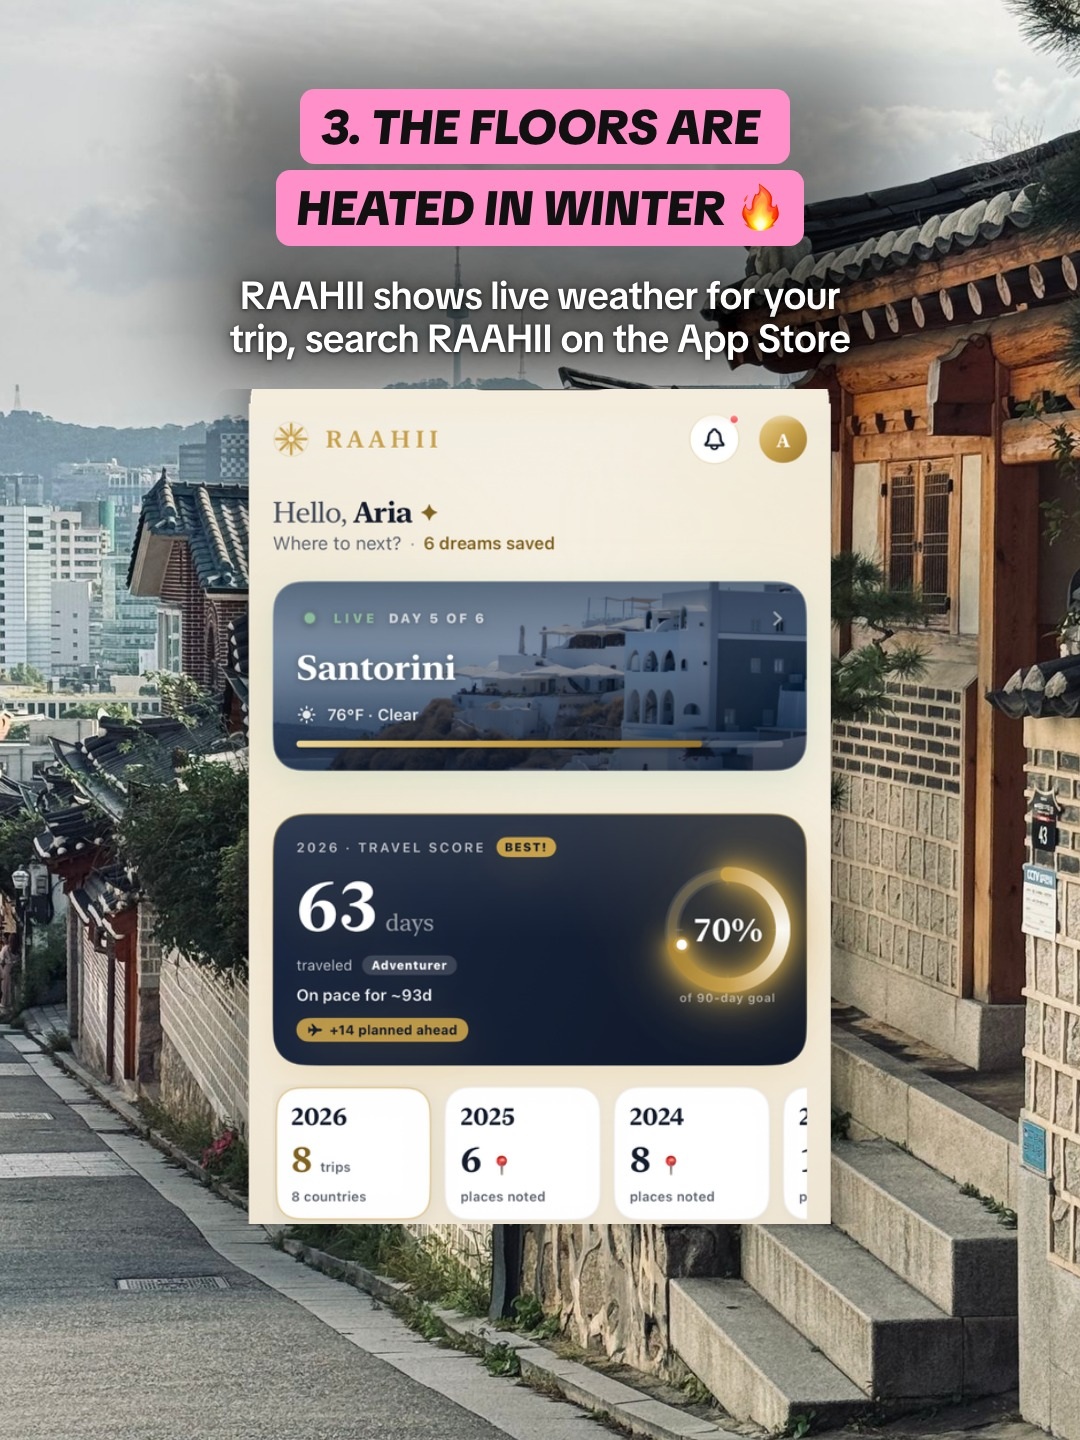 3. THE FLOORS ARE
HEATED IN WINTER 🔥
RAAHII shows live weather for your
trip, search RAAHII on the App Store
RAAHII
A
Hello, Aria ✦
Where to next? · 6 dreams saved
LIVE DAY 5 OF 6
Santorini
76°F · Clear
2026 · TRAVEL SCORE BEST!
63 days
70%
traveled Adventurer
of 90-day goal
On pace for ~93d
+14 planned ahead
2026
8 trips
8 countries
2025
6 📍
places noted
2024
8 📍
places noted
43
CCTV